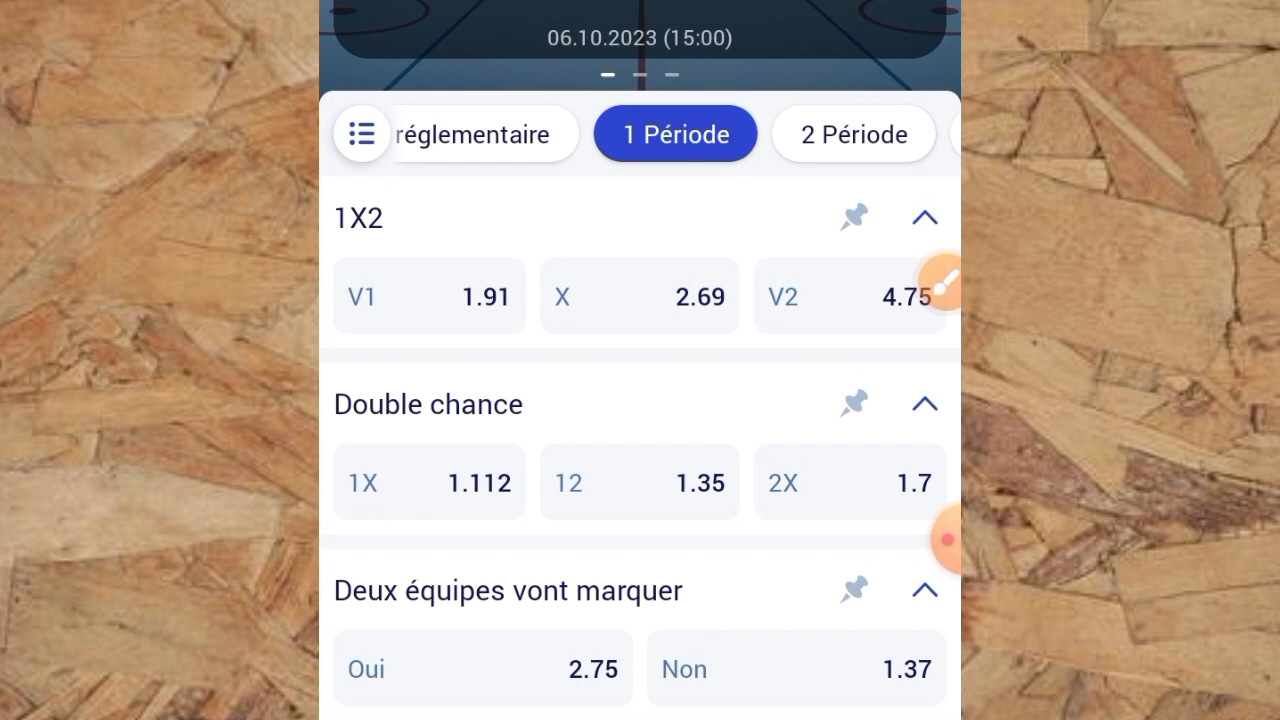 06.10.2023 (15:00)
réglementaire 1 Période 2 Période
1X2
V1 1.91 X 2.69 V2 4.75
Double chance
1X 1.112 12 1.35 2X 1.7
Deux équipes vont marquer
Oui 2.75 Non 1.37